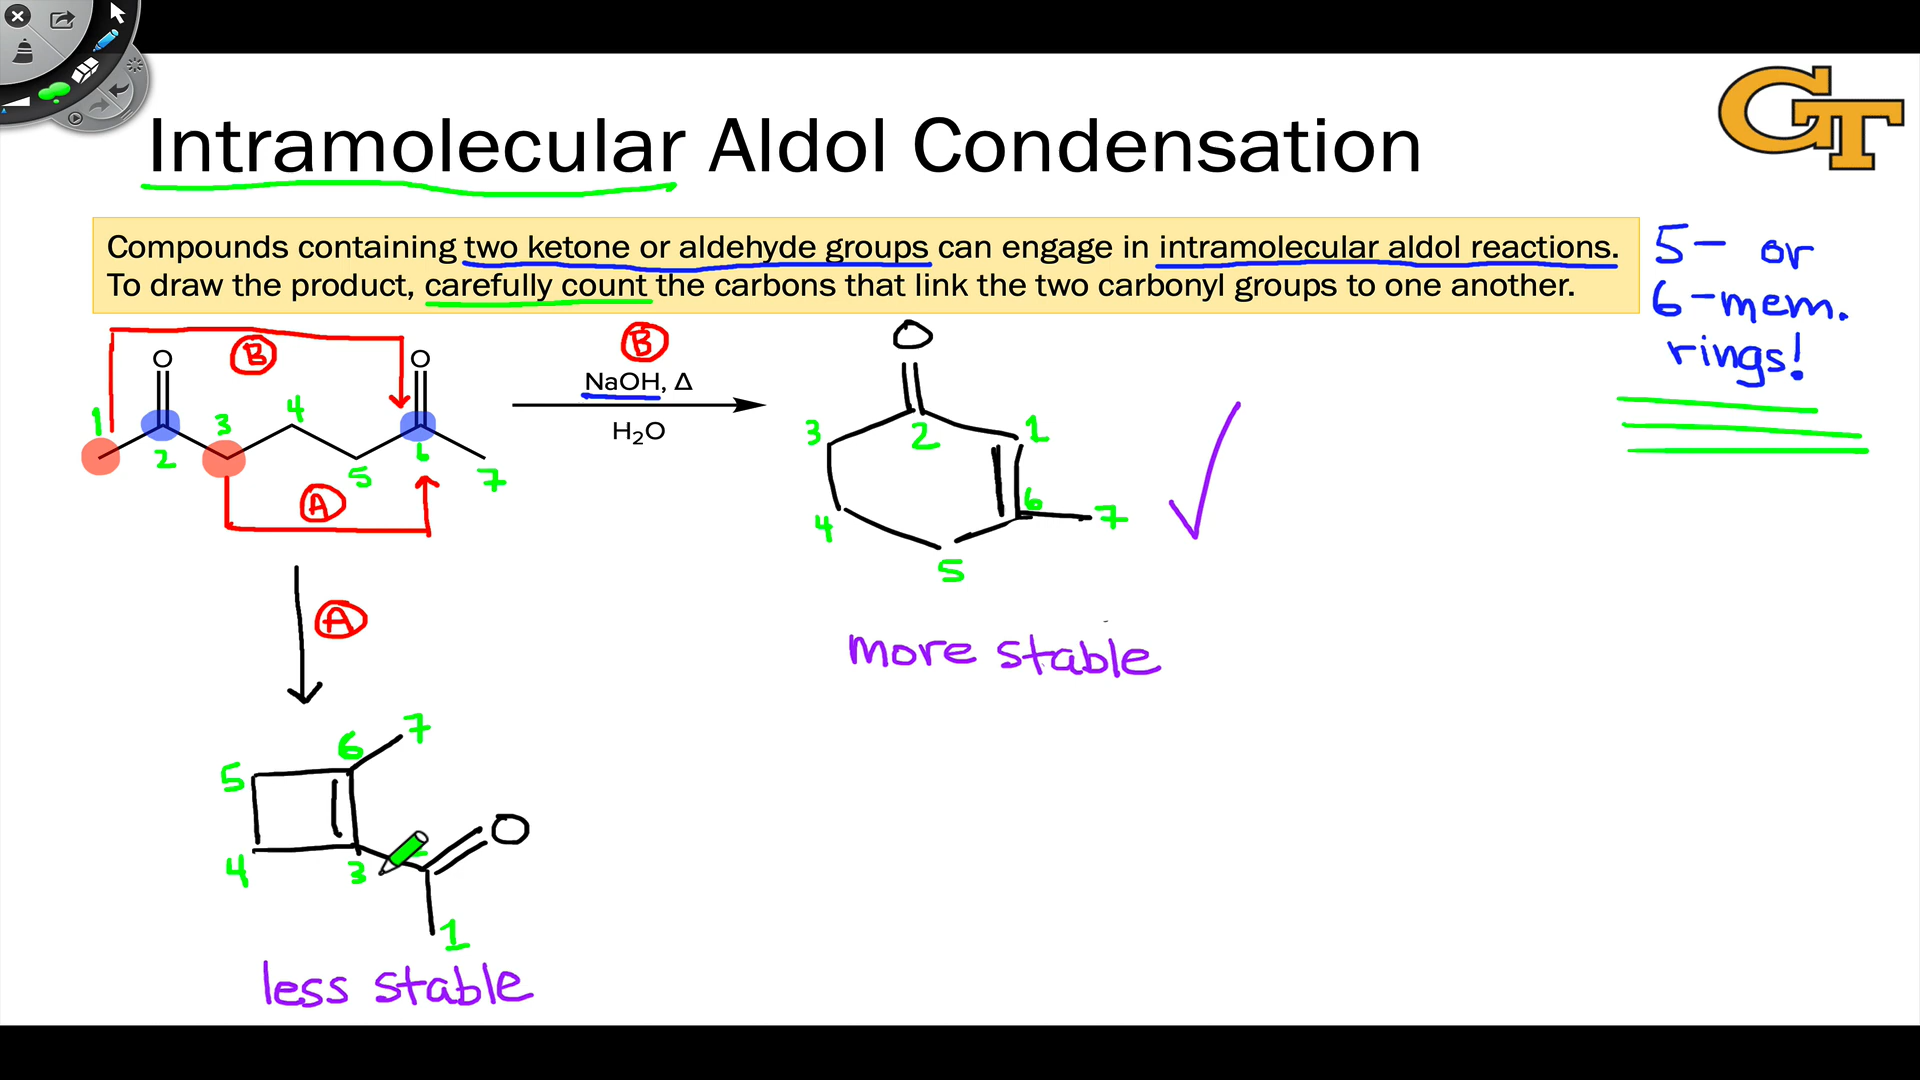 GT
Intramolecular Aldol Condensation
Compounds containing two ketone or aldehyde groups can engage in intramolecular aldol reactions.
To draw the product, carefully count the carbons that link the two carbonyl groups to one another.
5- or
6-mem.
rings!
B
O
O
1
2
3
4
5
6
7
A
B
NaOH, Δ
H₂O
O
3
2
1
4
5
6
7
more stable
A
5
6
7
4
3
O
1
less stable